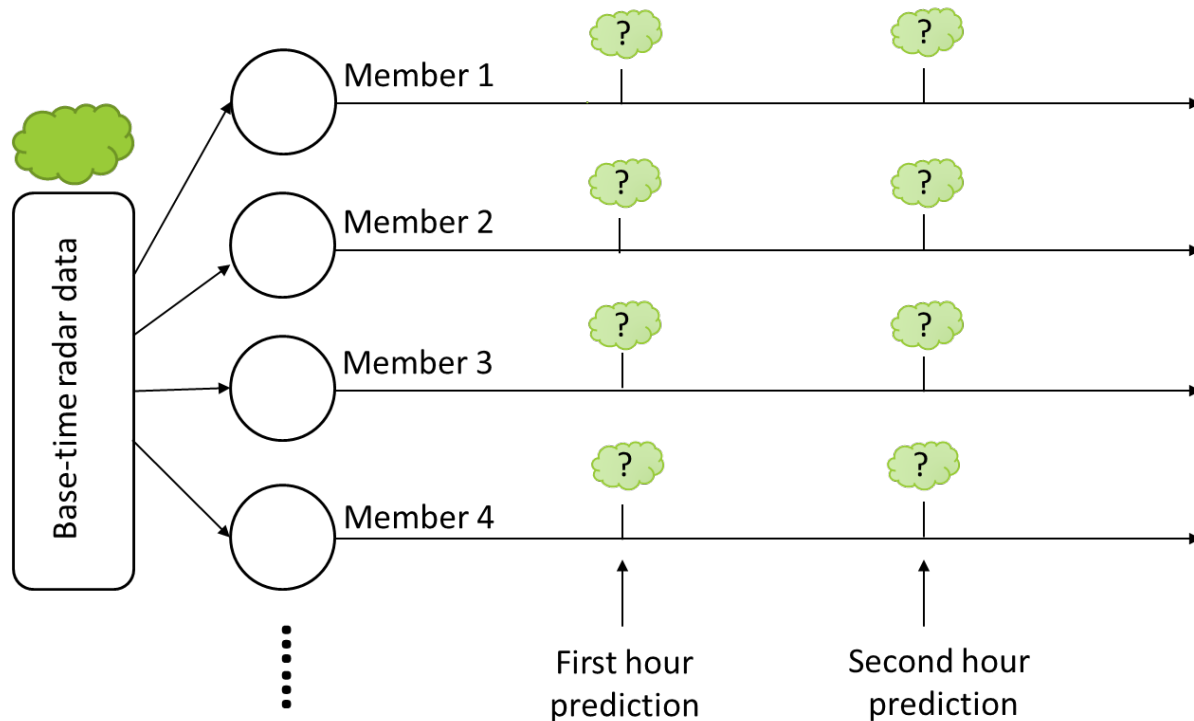 ?
?
Member 1
?
?
Member 2
Base-time radar data
?
?
Member 3
?
?
Member 4
First hour
prediction
Second hour
prediction